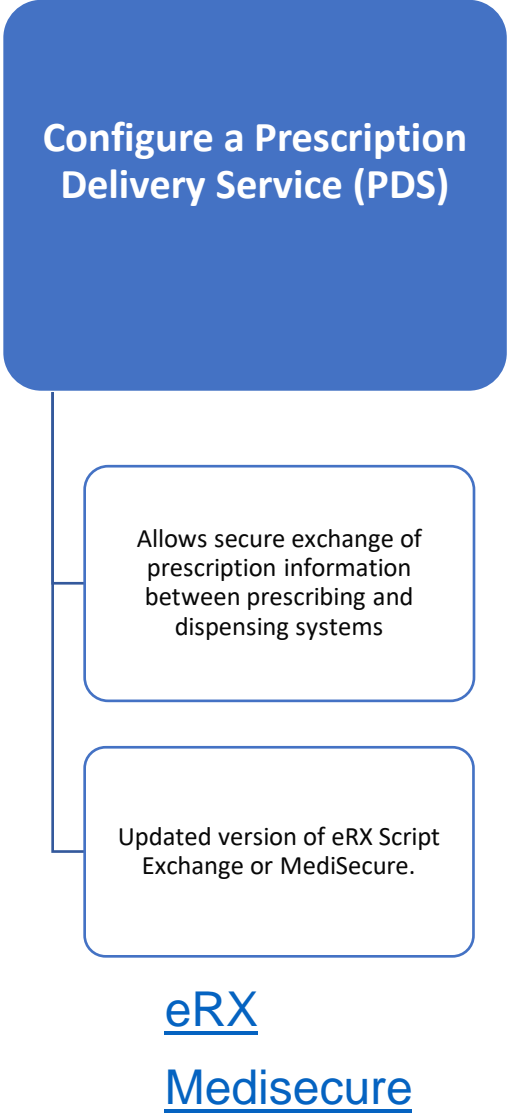 Configure a Prescription
Delivery Service (PDS)
Allows secure exchange of
prescription information
between prescribing and
dispensing systems
Updated version of eRX Script
Exchange or MediSecure.
eRX
Medisecure